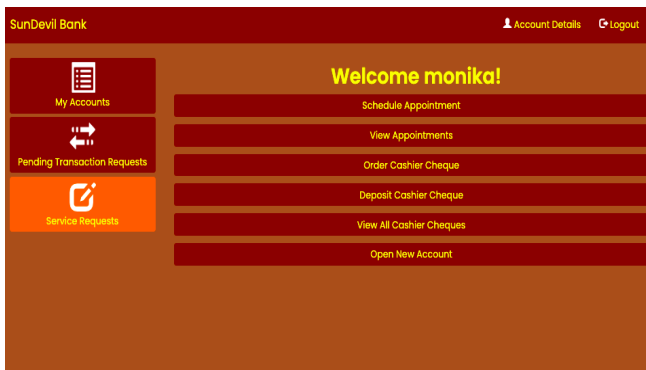 SunDevil Bank
Account Details
Logout
My Accounts
Pending Transaction Requests
Service Requests
Welcome monika!
Schedule Appointment
View Appointments
Order Cashier Cheque
Deposit Cashier Cheque
View All Cashier Cheques
Open New Account